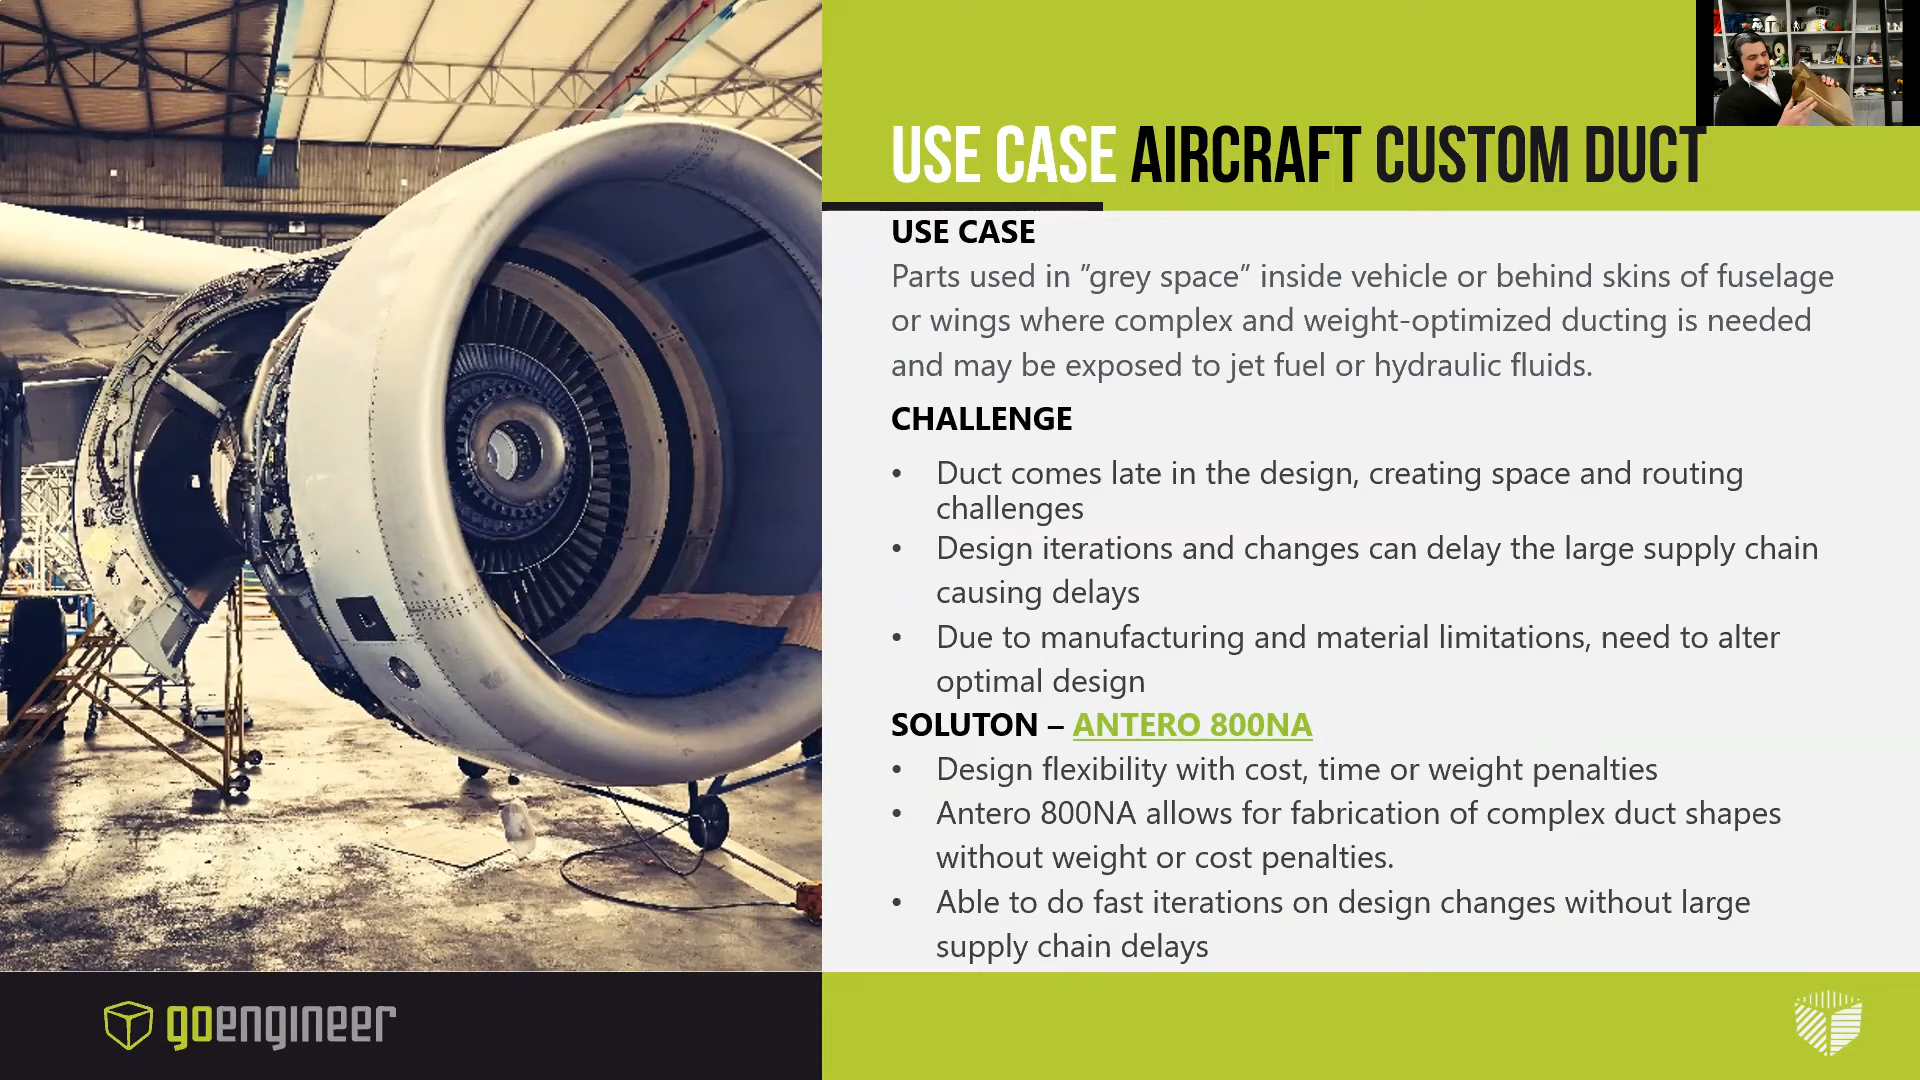 USE CASE AIRCRAFT CUSTOM DUCT
USE CASE
Parts used in ”grey space” inside vehicle or behind skins of fuselage
or wings where complex and weight-optimized ducting is needed
and may be exposed to jet fuel or hydraulic fluids.
CHALLENGE
• Duct comes late in the design, creating space and routing
challenges
• Design iterations and changes can delay the large supply chain
causing delays
• Due to manufacturing and material limitations, need to alter
optimal design
SOLUTON – ANTERO 800NA
• Design flexibility with cost, time or weight penalties
• Antero 800NA allows for fabrication of complex duct shapes
without weight or cost penalties.
• Able to do fast iterations on design changes without large
supply chain delays
goengineer